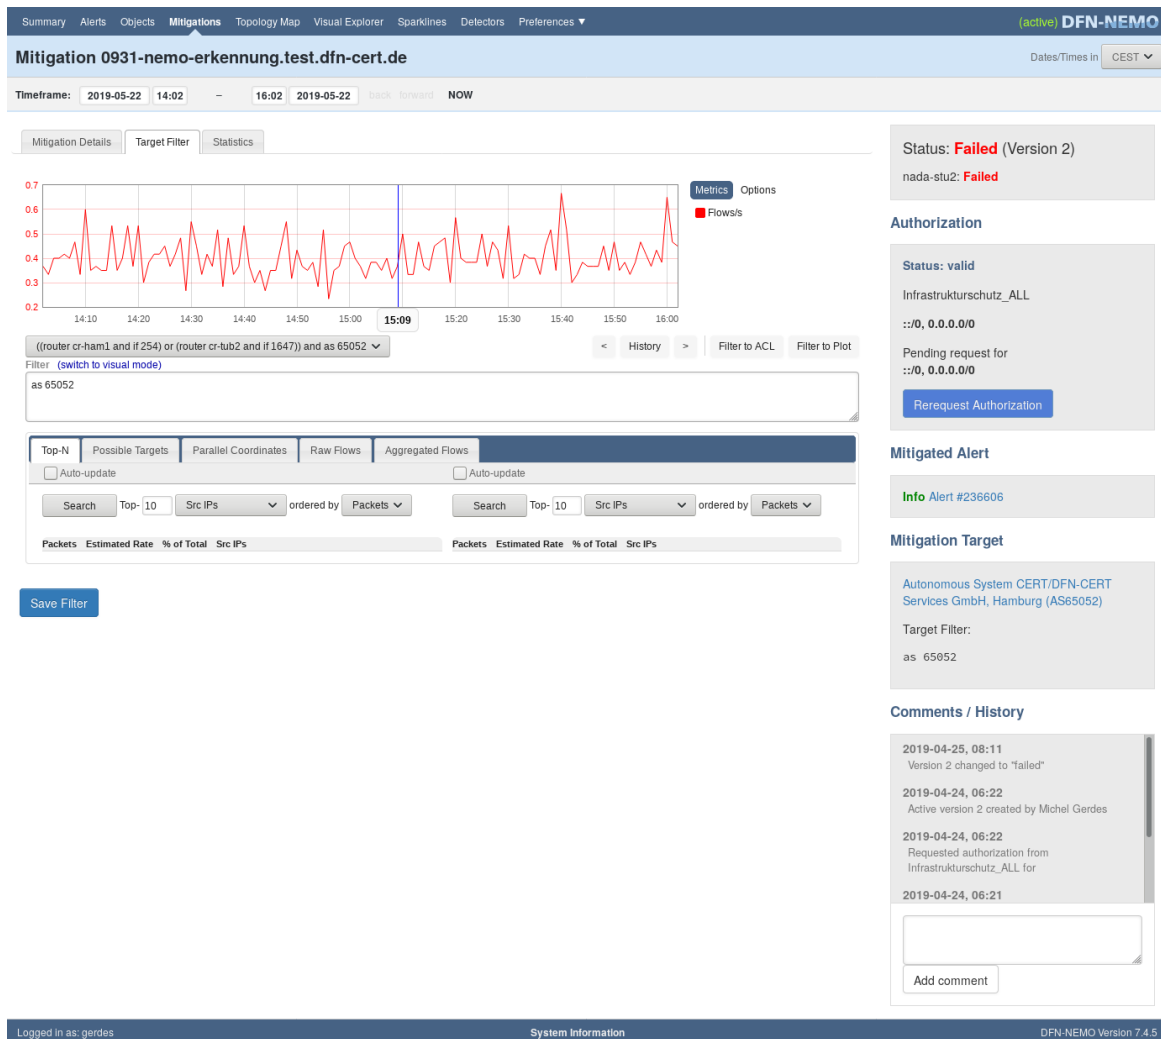 Summary Alerts Objects Mitigations Topology Map Visual Explorer Sparklines Detectors Preferences ▼ (active) DFN-NEMO
Mitigation 0931-nemo-erkennung.test.dfn-cert.de Dates/Times in CEST
Timeframe: 2019-05-22 14:02 – 16:02 2019-05-22 back forward NOW
Mitigation Details Target Filter Statistics
0.7
0.6
0.5
0.4
0.3
0.2
14:10 14:20 14:30 14:40 14:50 15:00 15:09 15:20 15:30 15:40 15:50 16:00
Metrics Options
Flows/s
((router cr-ham1 and if 254) or (router cr-tub2 and if 1647)) and as 65052
< History > Filter to ACL Filter to Plot
Filter (switch to visual mode)
as 65052
Top-N Possible Targets Parallel Coordinates Raw Flows Aggregated Flows
Auto-update Auto-update
Search Top- 10 Src IPs ordered by Packets Search Top- 10 Src IPs ordered by Packets
Packets Estimated Rate % of Total Src IPs Packets Estimated Rate % of Total Src IPs
Save Filter
Status: Failed (Version 2)
nada-stu2: Failed
Authorization
Status: valid
Infrastrukturschutz_ALL
::/0, 0.0.0.0/0
Pending request for
::/0, 0.0.0.0/0
Rerequest Authorization
Mitigated Alert
Info Alert #236606
Mitigation Target
Autonomous System CERT/DFN-CERT
Services GmbH, Hamburg (AS65052)
Target Filter:
as 65052
Comments / History
2019-04-25, 08:11
Version 2 changed to "failed"
2019-04-24, 06:22
Active version 2 created by Michel Gerdes
2019-04-24, 06:22
Requested authorization from
Infrastrukturschutz_ALL for
2019-04-24, 06:21
Add comment
Logged in as: gerdes System Information DFN-NEMO Version 7.4.5